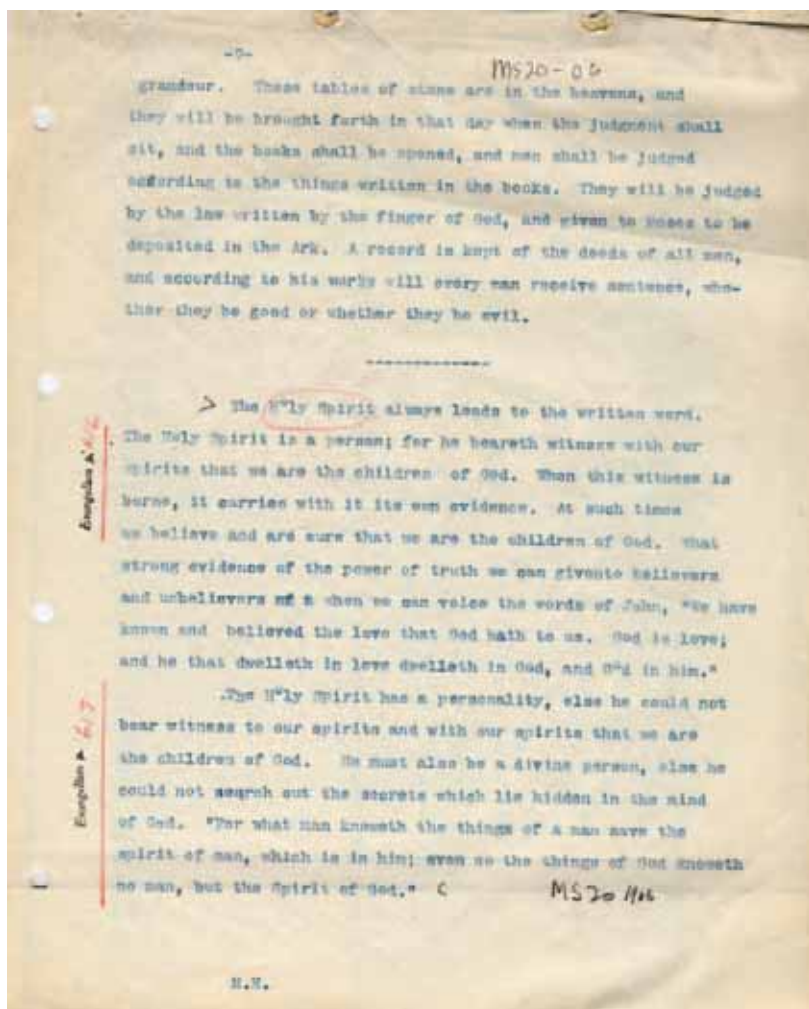 MS20-06
grandeur. These tables of stone are in the heavens, and
they will be brought forth in that day when the judgment shall
sit, and the books shall be opened, and men shall be judged
according to the things written in the books. They will be judged
by the law written by the finger of God, and given to Moses to be
deposited in the Ark. A record is kept of the deeds of all men,
and according to his works will every man receive sentence, whe-
ther they be good or whether they be evil.
-------------
> The H"ly Spirit always leads to the written word.
The Holy Spirit is a person; for he beareth witness with our
spirits that we are the children of God. When this witness is
borne, it carries with it its own evidence. At such times
we believe and are sure that we are the children of God. What
strong evidence of the power of truth we can giveto believers
and unbelievers when we can voice the words of John, "We have
known and believed the love that God hath to us. God is love;
and he that dwelleth in love dwelleth in God, and G"d in him."
Evangelism 616
.The H"ly Spirit has a personality, else he could not
bear witness to our spirits and with our spirits that we are
the children of God. He must also be a divine person, else he
could not search out the secrets which lie hidden in the mind
of God. "For what man knoweth the things of a man save the
spirit of man, which is in him; even so the things of God knoweth
no man, but the Spirit of God." C
MS20 1906
Evangelism 617